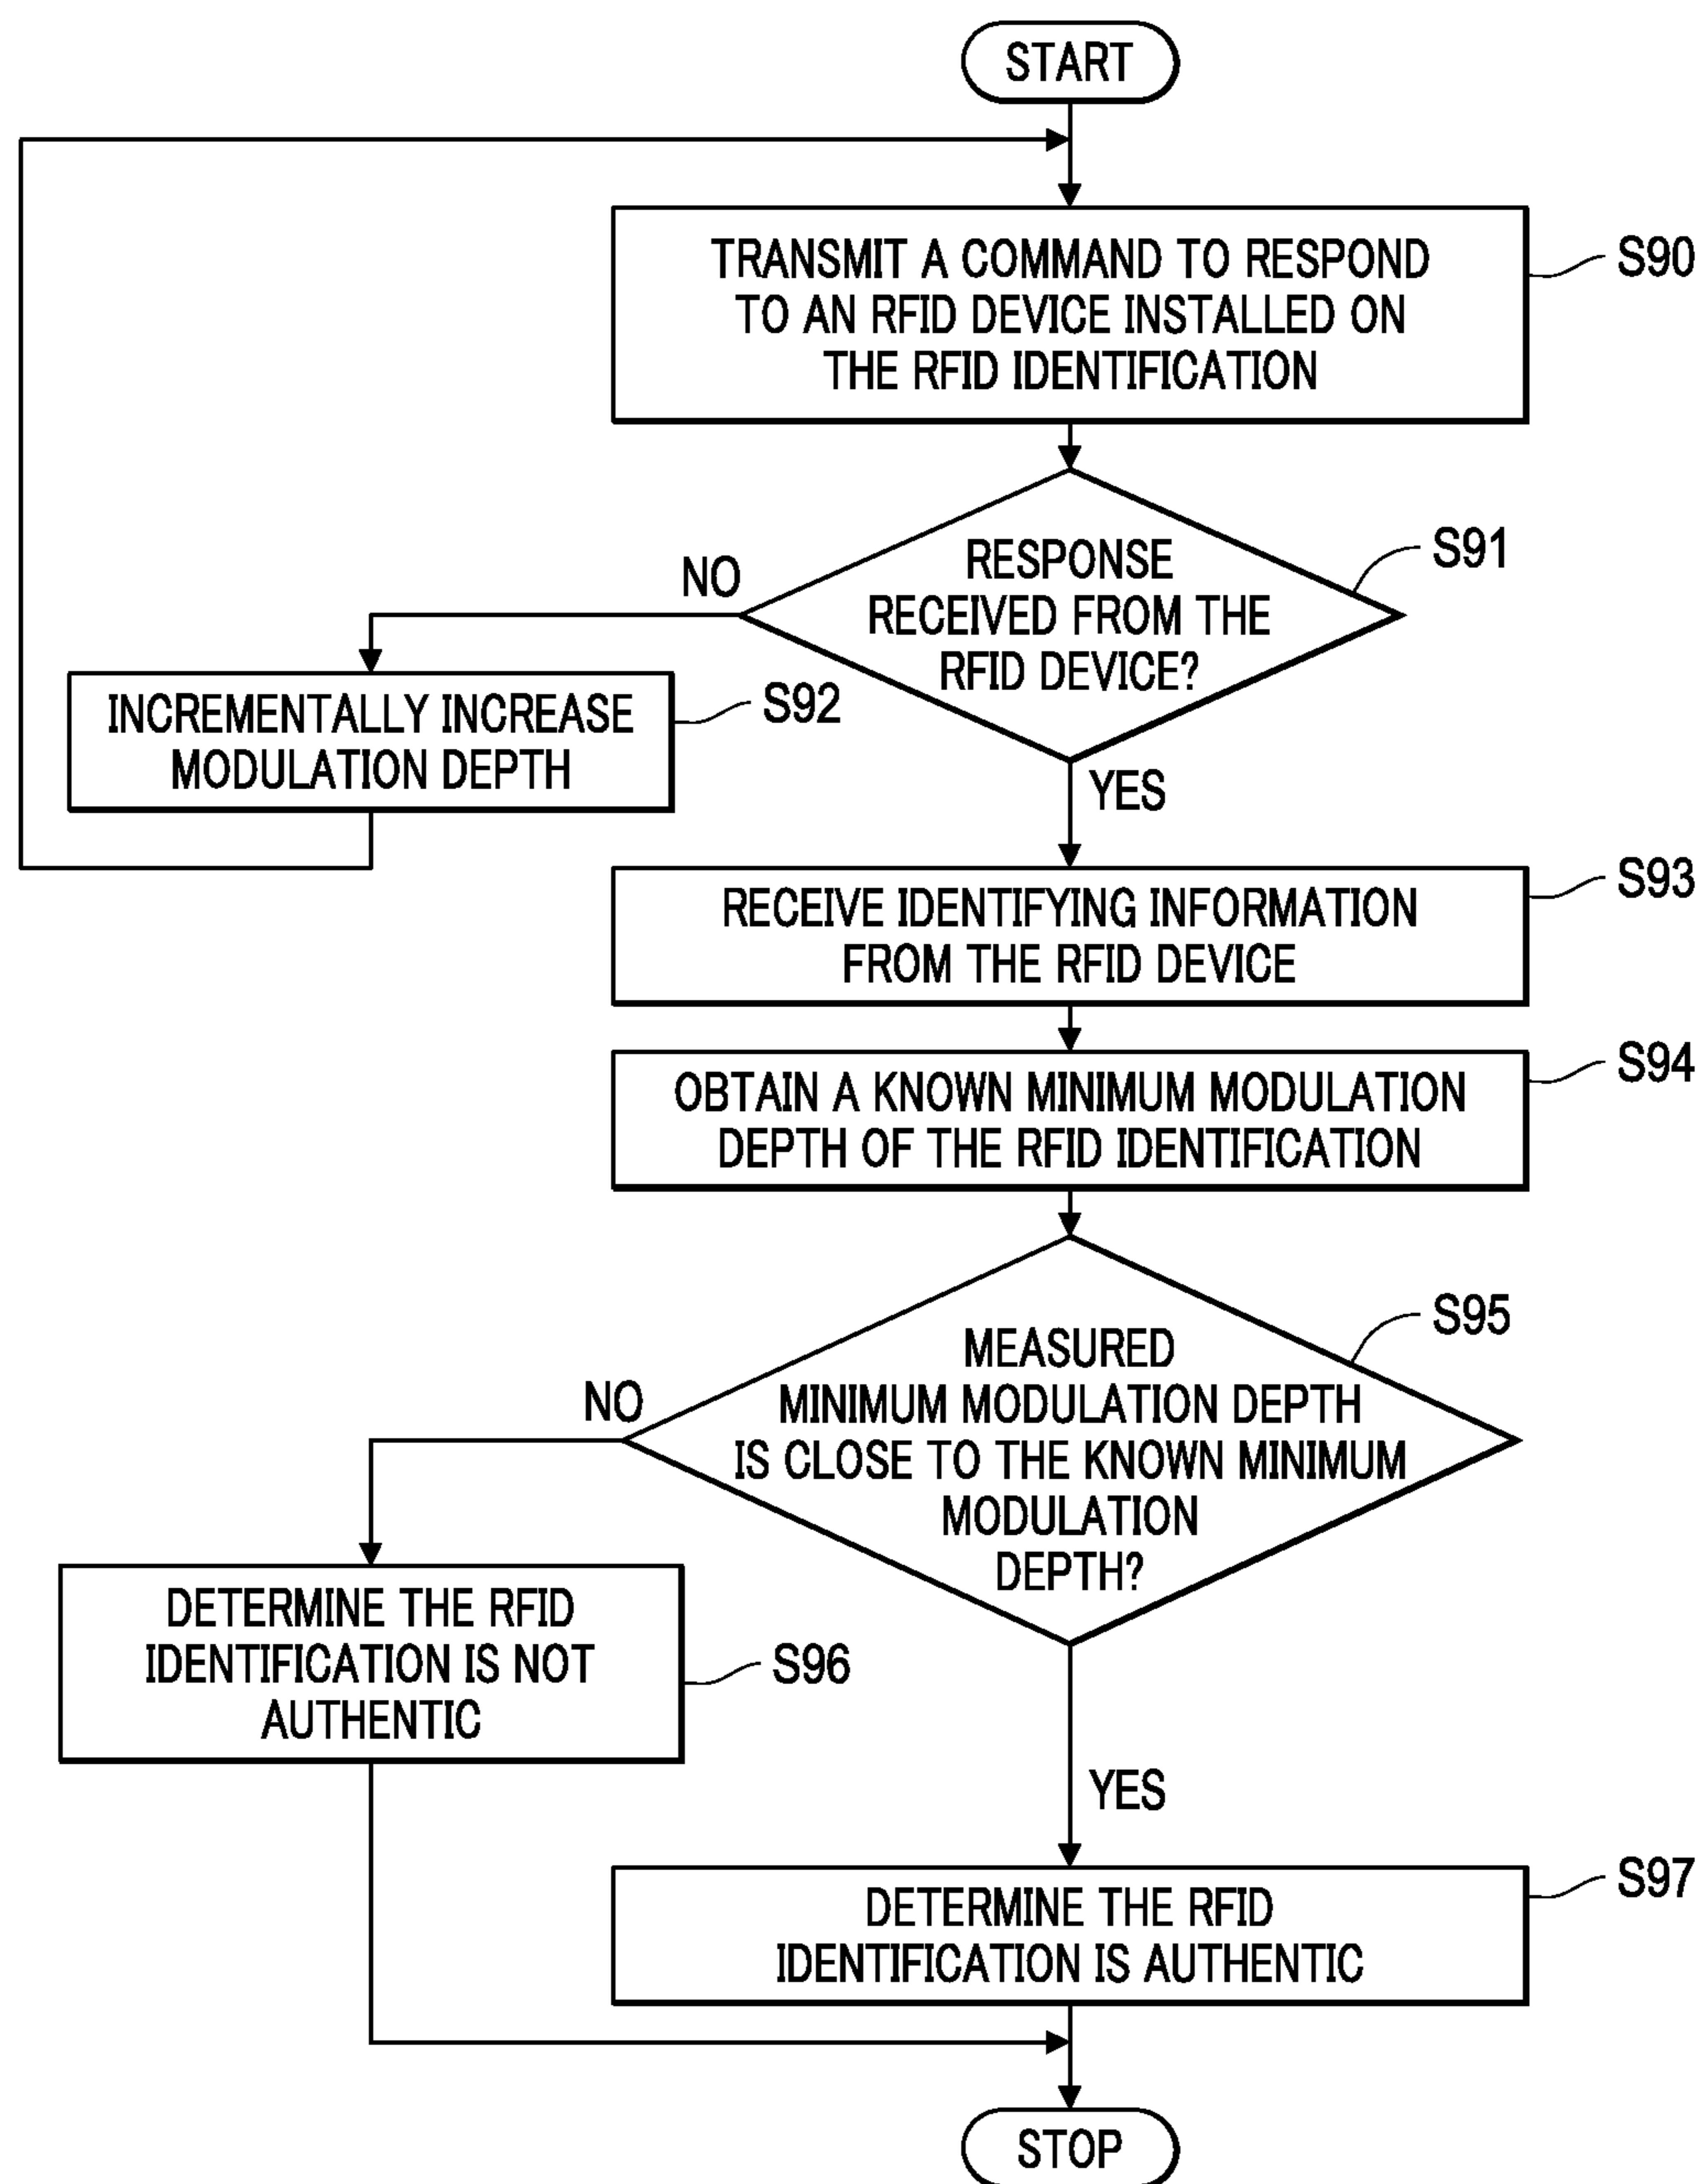 START
TRANSMIT A COMMAND TO RESPOND
TO AN RFID DEVICE INSTALLED ON
THE RFID IDENTIFICATION
S90
RESPONSE
RECEIVED FROM THE
RFID DEVICE?
S91
NO
INCREMENTALLY INCREASE
MODULATION DEPTH
S92
YES
RECEIVE IDENTIFYING INFORMATION
FROM THE RFID DEVICE
S93
OBTAIN A KNOWN MINIMUM MODULATION
DEPTH OF THE RFID IDENTIFICATION
S94
MEASURED
MINIMUM MODULATION DEPTH
IS CLOSE TO THE KNOWN MINIMUM
MODULATION
DEPTH?
S95
NO
DETERMINE THE RFID
IDENTIFICATION IS NOT
AUTHENTIC
S96
YES
DETERMINE THE RFID
IDENTIFICATION IS AUTHENTIC
S97
STOP